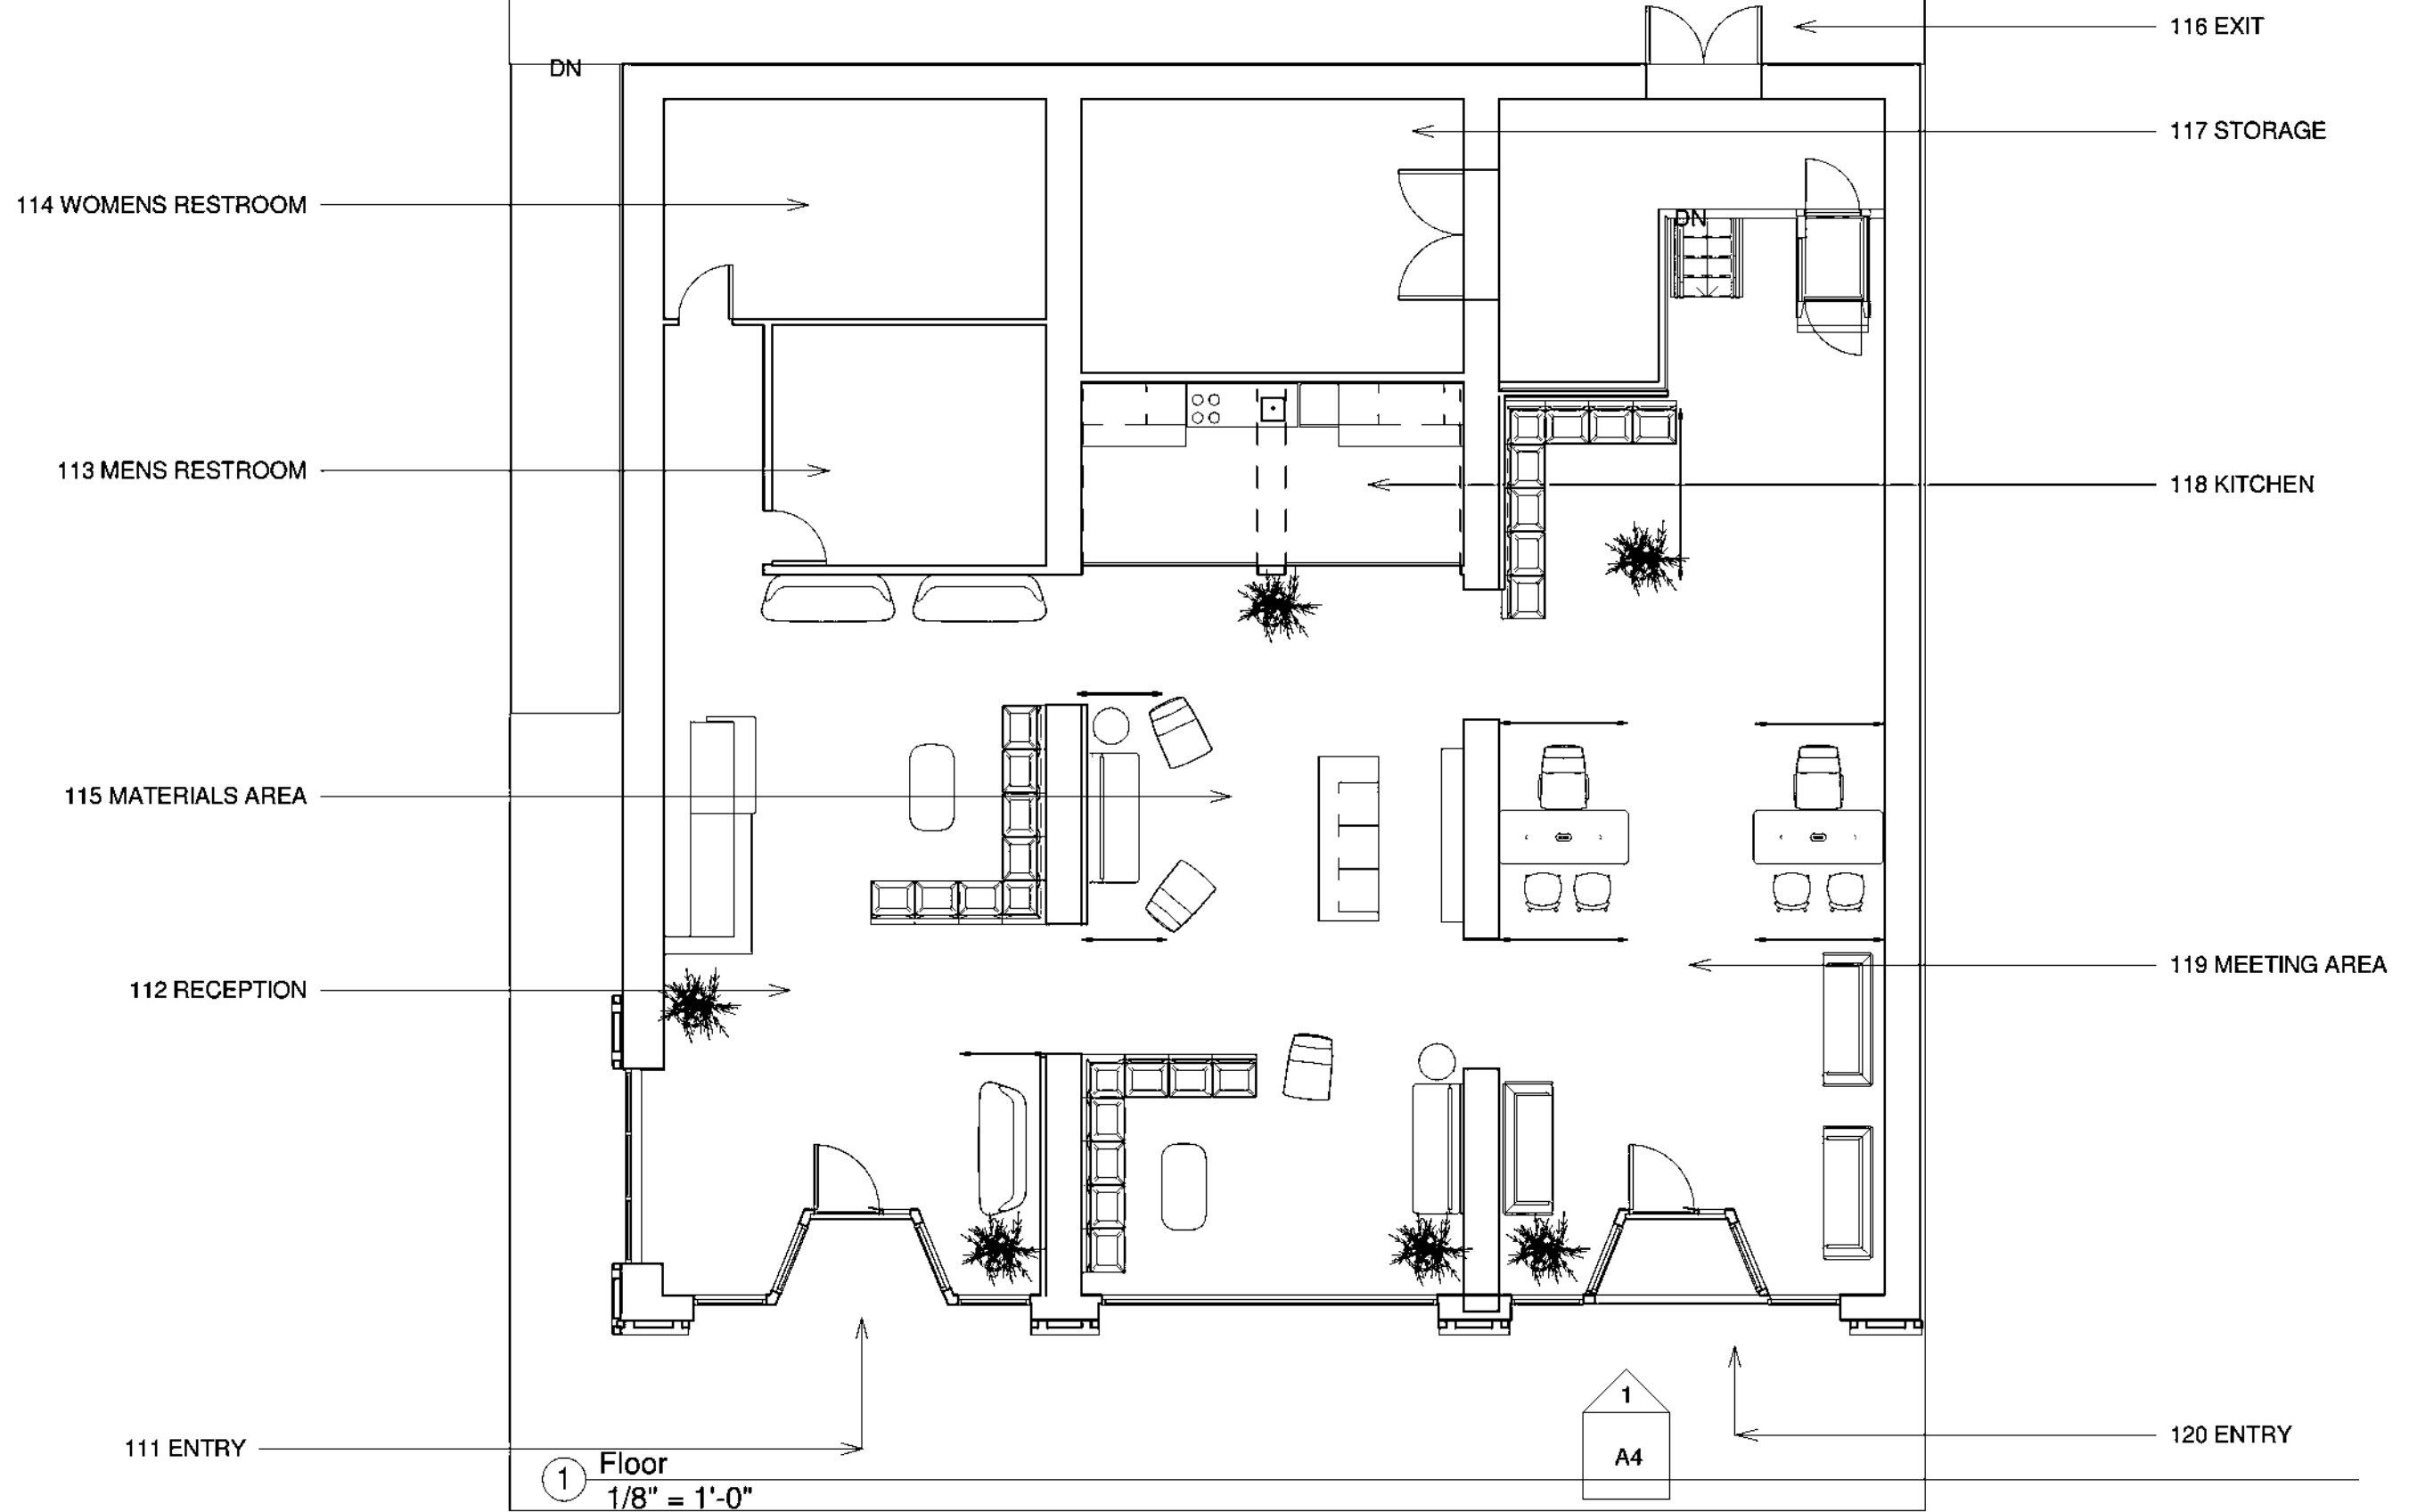 116 EXIT
DN
117 STORAGE
114 WOMENS RESTROOM
DN
113 MENS RESTROOM
118 KITCHEN
115 MATERIALS AREA
119 MEETING AREA
112 RECEPTION
1
120 ENTRY
111 ENTRY
A4
1 Floor
1/8" = 1'-0"